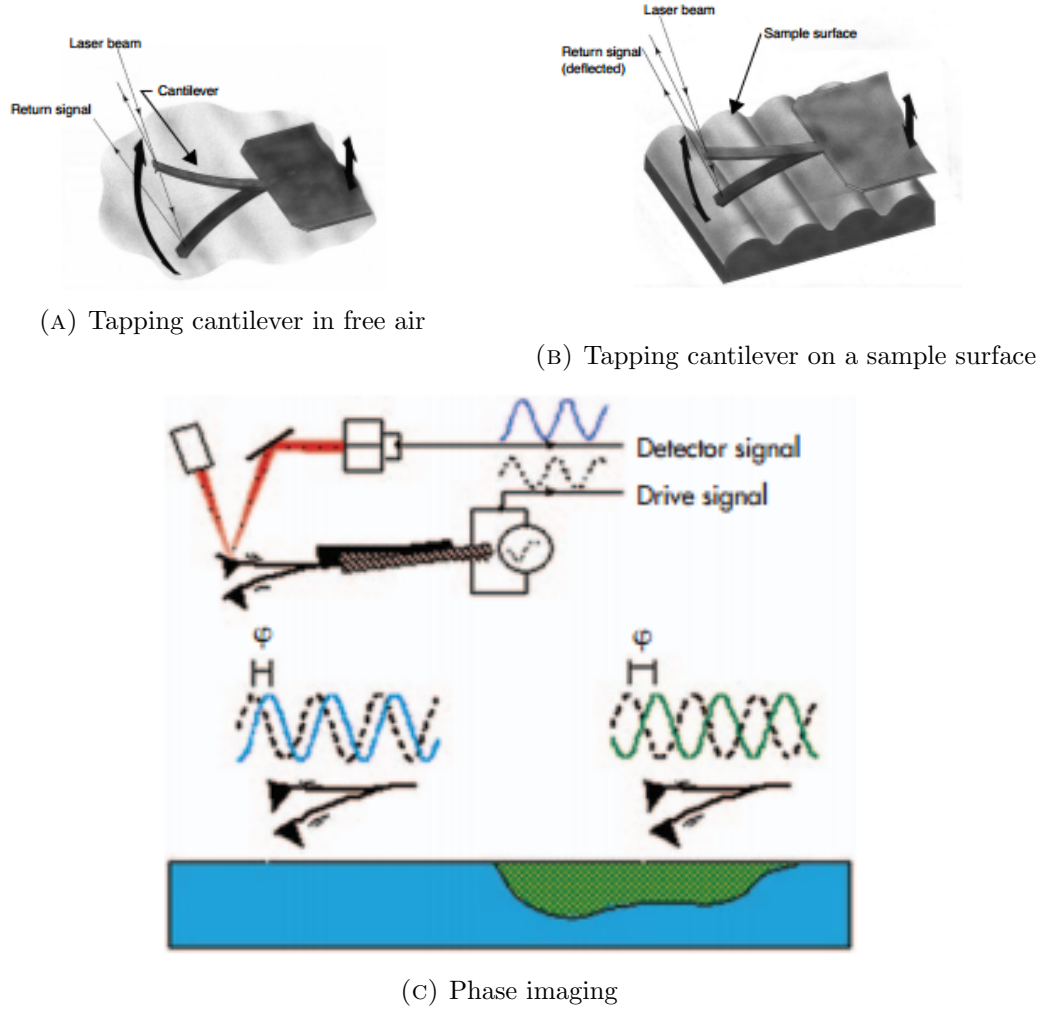 Laser beam
Cantilever
Return signal
(A) Tapping cantilever in free air
Laser beam
Sample surface
Return signal
(deflected)
(B) Tapping cantilever on a sample surface
Detector signal
Drive signal
φ
φ
(C) Phase imaging